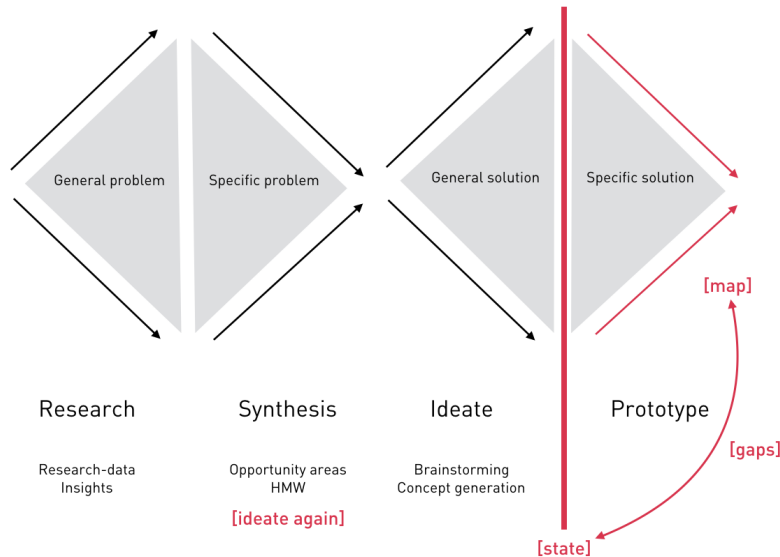 General problem
Specific problem
General solution
Specific solution
[map]
Research
Synthesis
Ideate
Prototype
[gaps]
Research-data
Insights
Opportunity areas
HMW
[ideate again]
Brainstorming
Concept generation
[state]